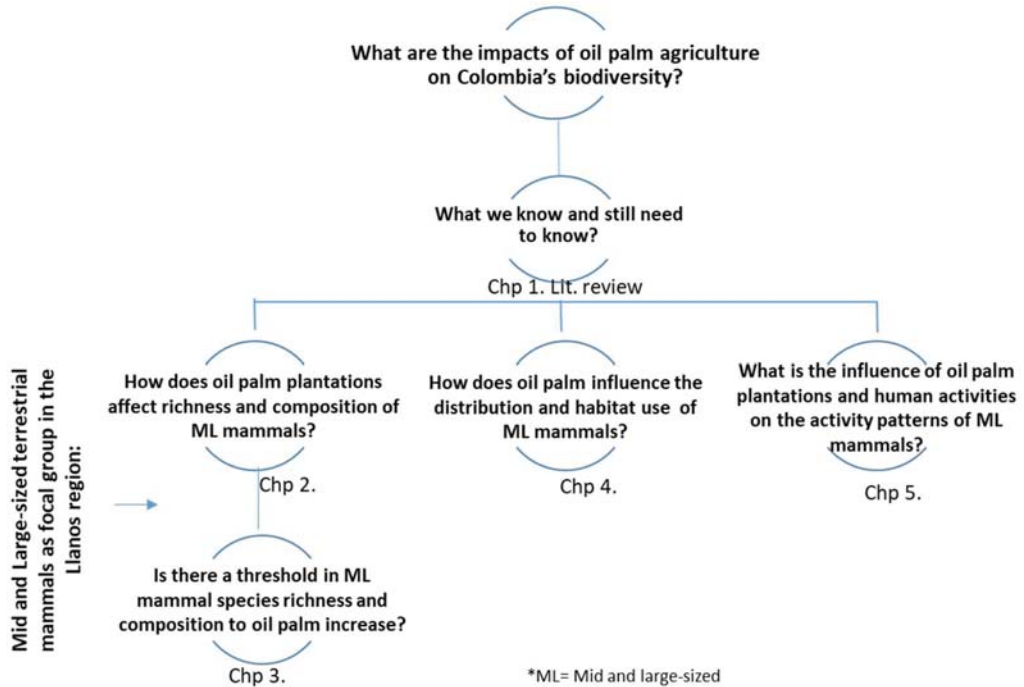 What are the impacts of oil palm agriculture
on Colombia's biodiversity?
What we know and still need
to know?
Chp 1. Lit. review
How does oil palm plantations
affect richness and composition of
ML mammals?
Chp 2.
How does oil palm influence the
distribution and habitat use of
ML mammals?
Chp 4.
What is the influence of oil palm
plantations and human activities
on the activity patterns of ML
mammals?
Chp 5.
Mid and Large-sized terrestrial
mammals as focal group in the
Llanos region:
Is there a threshold in ML
mammal species richness and
composition to oil palm increase?
Chp 3.
*ML= Mid and large-sized